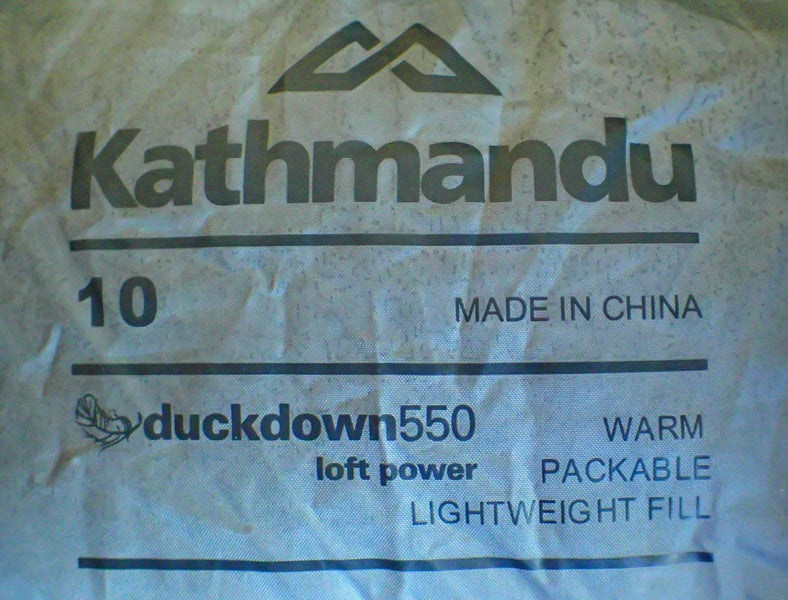 Kathmandu
10 MADE IN CHINA
duckdown550 WARM
loft power PACKABLE
LIGHTWEIGHT FILL